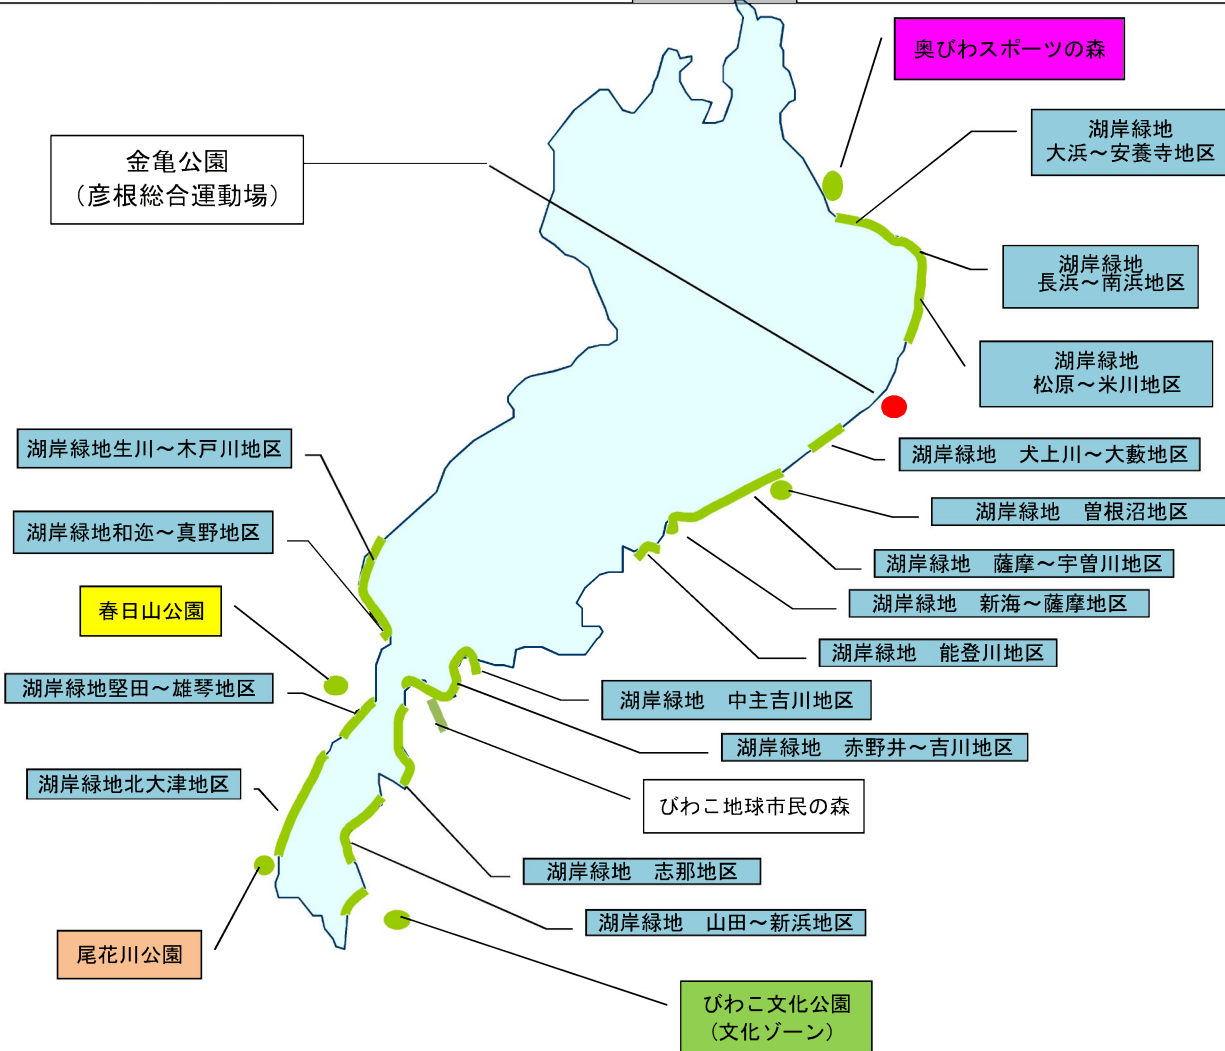 奥びわスポーツの森
湖岸緑地
大浜～安養寺地区
金亀公園
（彦根総合運動場）
湖岸緑地
長浜～南浜地区
湖岸緑地
松原～米川地区
湖岸緑地生川～木戸川地区
湖岸緑地　犬上川～大藪地区
湖岸緑地　曽根沼地区
湖岸緑地和迩～真野地区
湖岸緑地　薩摩～宇曽川地区
春日山公園
湖岸緑地　新海～薩摩地区
湖岸緑地　能登川地区
湖岸緑地堅田～雄琴地区
湖岸緑地　中主吉川地区
湖岸緑地　赤野井～吉川地区
湖岸緑地北大津地区
びわこ地球市民の森
湖岸緑地　志那地区
湖岸緑地　山田～新浜地区
尾花川公園
びわこ文化公園
（文化ゾーン）